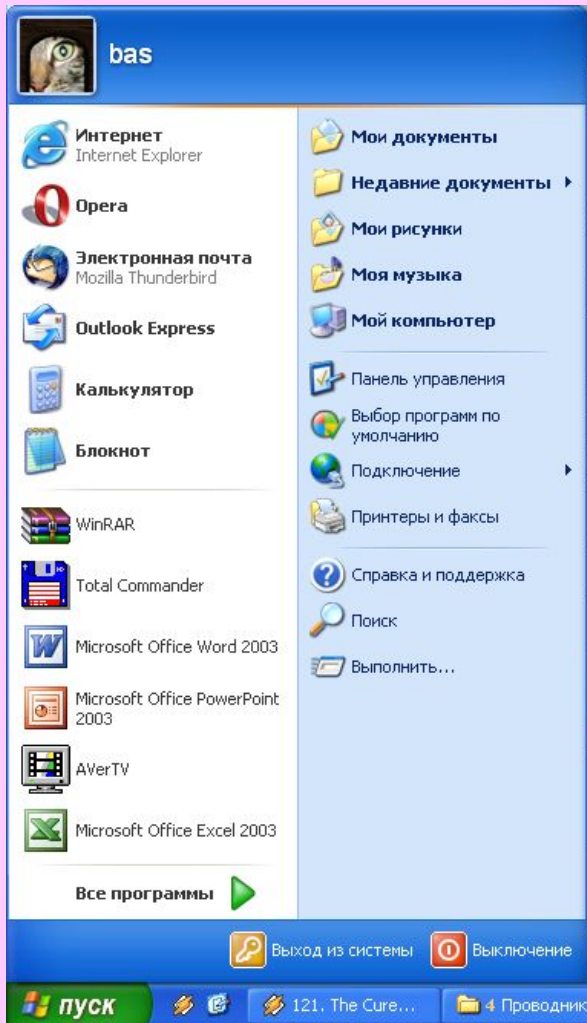 bas
Интернет
Internet Explorer
Opera
Электронная почта
Mozilla Thunderbird
Outlook Express
Калькулятор
Блокнот
WinRAR
Total Commander
Microsoft Office Word 2003
Microsoft Office PowerPoint
2003
AVerTV
Microsoft Office Excel 2003
Все программы
Мои документы
Недавние документы
Мои рисунки
Моя музыка
Мой компьютер
Панель управления
Выбор программ по
умолчанию
Подключение
Принтеры и факсы
Справка и поддержка
Поиск
Выполнить...
Выход из системы
Выключение
пуск
121. The Cure...
4 Проводник